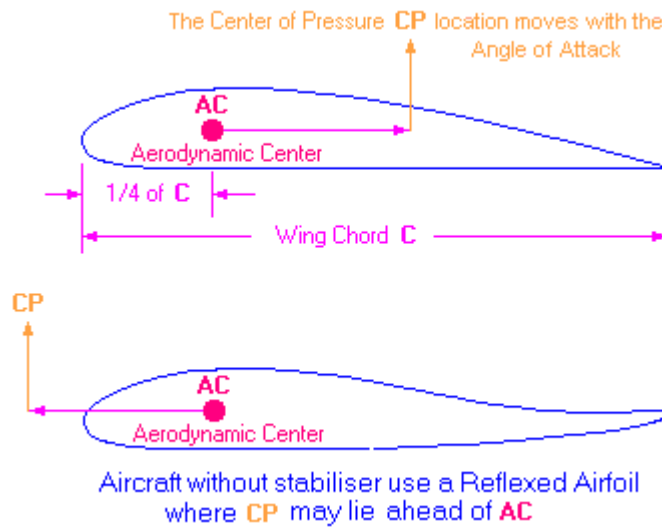 The Center of Pressure CP location moves with the
Angle of Attack
AC
Aerodynamic Center
1/4 of C
Wing Chord C
CP
AC
Aerodynamic Center
Aircraft without stabiliser use a Reflexed Airfoil
where CP may lie ahead of AC